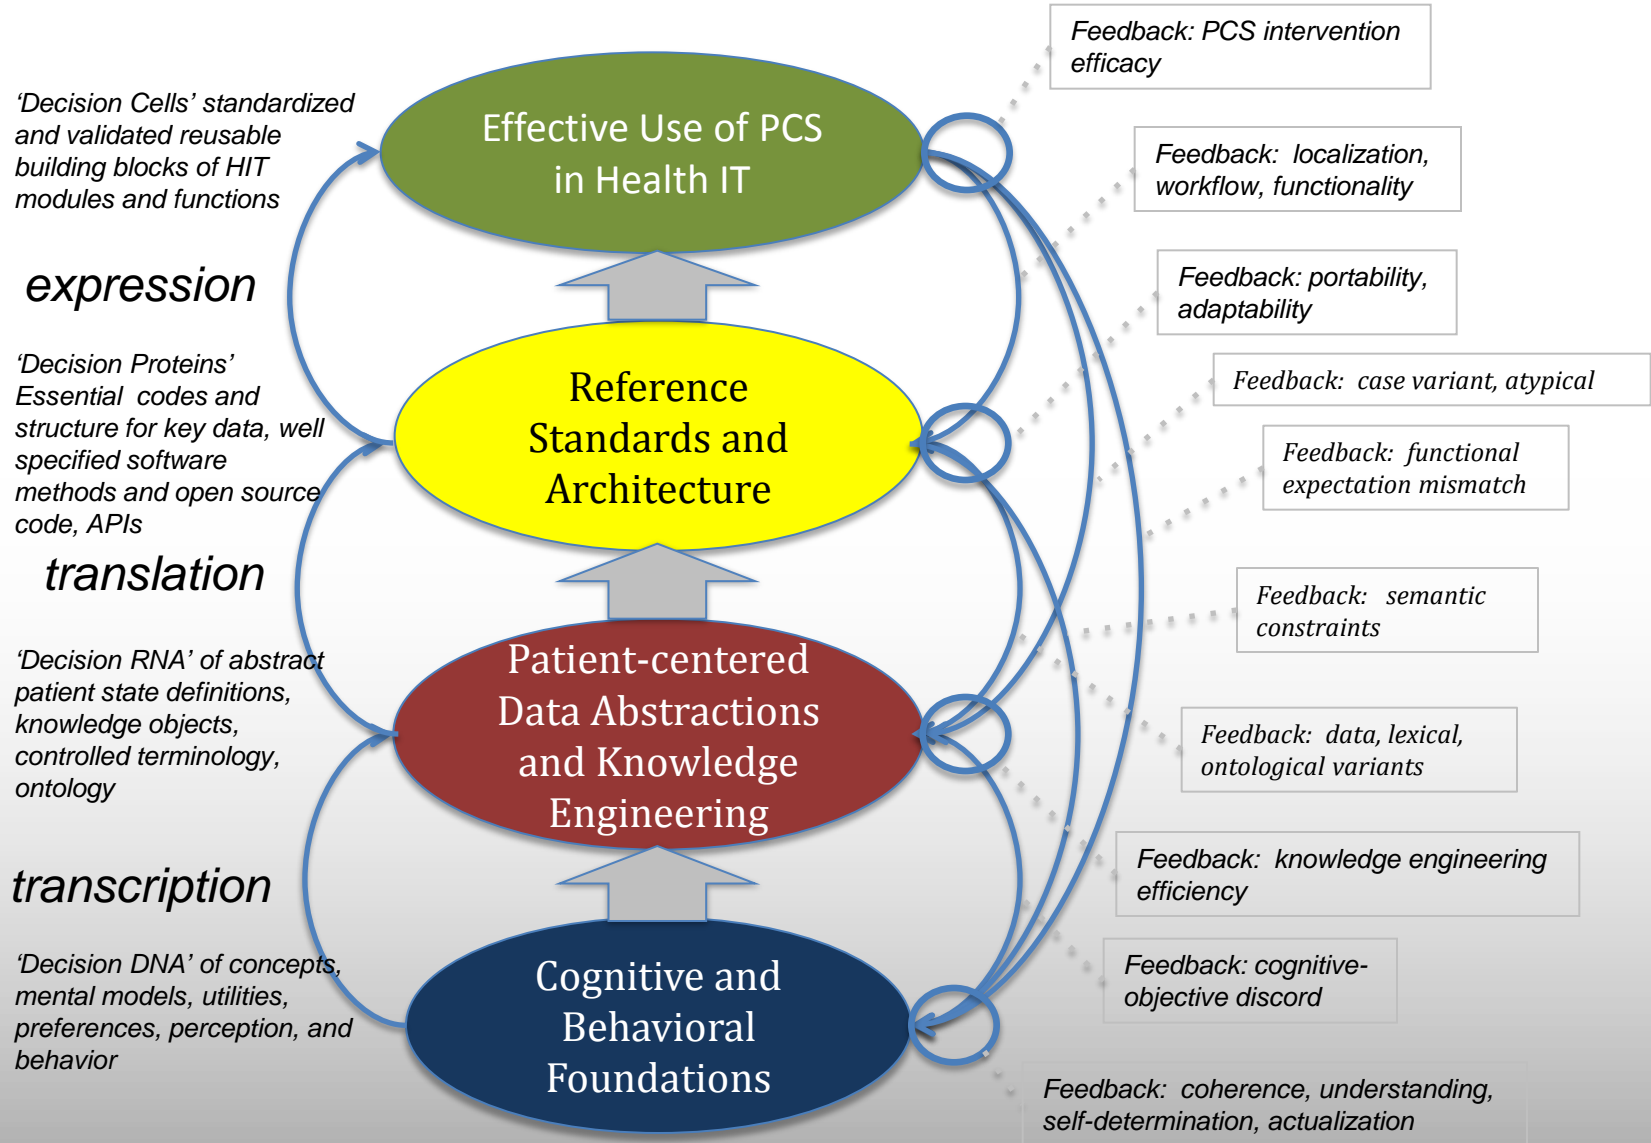 'Decision Cells' standardized
and validated reusable
building blocks of HIT
modules and functions
expression
'Decision Proteins'
Essential codes and
structure for key data, well
specified software
methods and open source
code, APIs
translation
'Decision RNA' of abstract
patient state definitions,
knowledge objects,
controlled terminology,
ontology
transcription
'Decision DNA' of concepts,
mental models, utilities,
preferences, perception, and
behavior
Effective Use of PCS
in Health IT
Reference
Standards and
Architecture
Patient-centered
Data Abstractions
and Knowledge
Engineering
Cognitive and
Behavioral
Foundations
Feedback: PCS intervention
efficacy
Feedback: localization,
workflow, functionality
Feedback: portability,
adaptability
Feedback: case variant, atypical
Feedback: functional
expectation mismatch
Feedback: semantic
constraints
Feedback: data, lexical,
ontological variants
Feedback: knowledge engineering
efficiency
Feedback: cognitive-
objective discord
Feedback: coherence, understanding,
self-determination, actualization